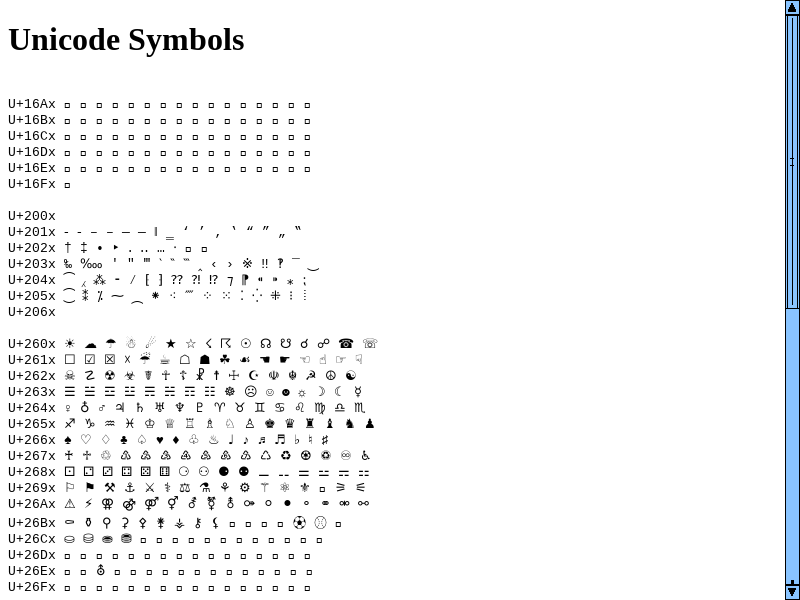 Unicode Symbols
U+16Ax
U+16Bx
U+16Cx
U+16Dx
U+16Ex
U+16Fx
U+200x
U+201x ‐ ‑ ‒ – — ― ‖ ‗ ‘ ’ ‚ ‛ “ ” „ ‟
U+202x † ‡ • ‣ ․ ‥ … ‧
U+203x ‰ ‱ ′ ″ ‴ ‵ ‶ ‷ ‸ ‹ › ※ ‼ ‽ ‾ ‿
U+204x ⁀ ⁁ ⁂ ⁃ ⁄ ⁅ ⁆ ⁇ ⁈ ⁉ ⁊ ⁋ ⁌ ⁍ ⁎ ⁏
U+205x ⁐ ⁑ ⁒ ⁓ ⁔ ⁕ ⁖ ⁗ ⁘ ⁙ ⁚ ⁛ ⁜ ⁝ ⁞
U+206x
U+260x ☀ ☁ ☂ ☃ ☄ ★ ☆ ☇ ☈ ☉ ☊ ☋ ☌ ☍ ☎ ☏
U+261x ☐ ☑ ☒ ☓ ☔ ☕ ☖ ☗ ☘ ☙ ☚ ☛ ☜ ☝ ☞ ☟
U+262x ☠ ☡ ☢ ☣ ☤ ☥ ☦ ☧ ☨ ☩ ☪ ☫ ☬ ☭ ☮ ☯
U+263x ☰ ☱ ☲ ☳ ☴ ☵ ☶ ☷ ☸ ☹ ☺ ☻ ☼ ☽ ☾ ☿
U+264x ♀ ♁ ♂ ♃ ♄ ♅ ♆ ♇ ♈ ♉ ♊ ♋ ♌ ♍ ♎ ♏
U+265x ♐ ♑ ♒ ♓ ♔ ♕ ♖ ♗ ♘ ♙ ♚ ♛ ♜ ♝ ♞ ♟
U+266x ♠ ♡ ♢ ♣ ♤ ♥ ♦ ♧ ♨ ♩ ♪ ♫ ♬ ♭ ♮ ♯
U+267x ♰ ♱ ♲ ♳ ♴ ♵ ♶ ♷ ♸ ♹ ♺ ♻ ♼ ♽ ♾ ♿
U+268x ⚀ ⚁ ⚂ ⚃ ⚄ ⚅ ⚆ ⚇ ⚈ ⚉ ⚊ ⚋ ⚌ ⚍ ⚎ ⚏
U+269x ⚐ ⚑ ⚒ ⚓ ⚔ ⚕ ⚖ ⚗ ⚘ ⚙ ⚚ ⚛ ⚜ ⚞ ⚟
U+26Ax ⚠ ⚡ ⚢ ⚣ ⚤ ⚥ ⚦ ⚧ ⚨ ⚩ ⚪ ⚫ ⚬ ⚭ ⚮ ⚯
U+26Bx ⚰ ⚱ ⚲ ⚳ ⚴ ⚵ ⚶ ⚷ ⚸ ⚽ ⚾
U+26Cx ⛀ ⛁ ⛂ ⛃
U+26Dx
U+26Ex ⛢
U+26Fx